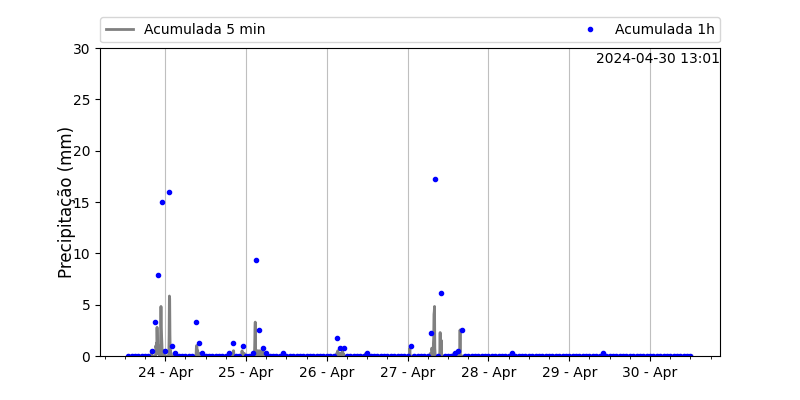 Acumulada 5 min
Acumulada 1h
2024-04-30 13:01
Precipitação (mm)
30
25
20
15
10
5
0
24 - Apr
25 - Apr
26 - Apr
27 - Apr
28 - Apr
29 - Apr
30 - Apr